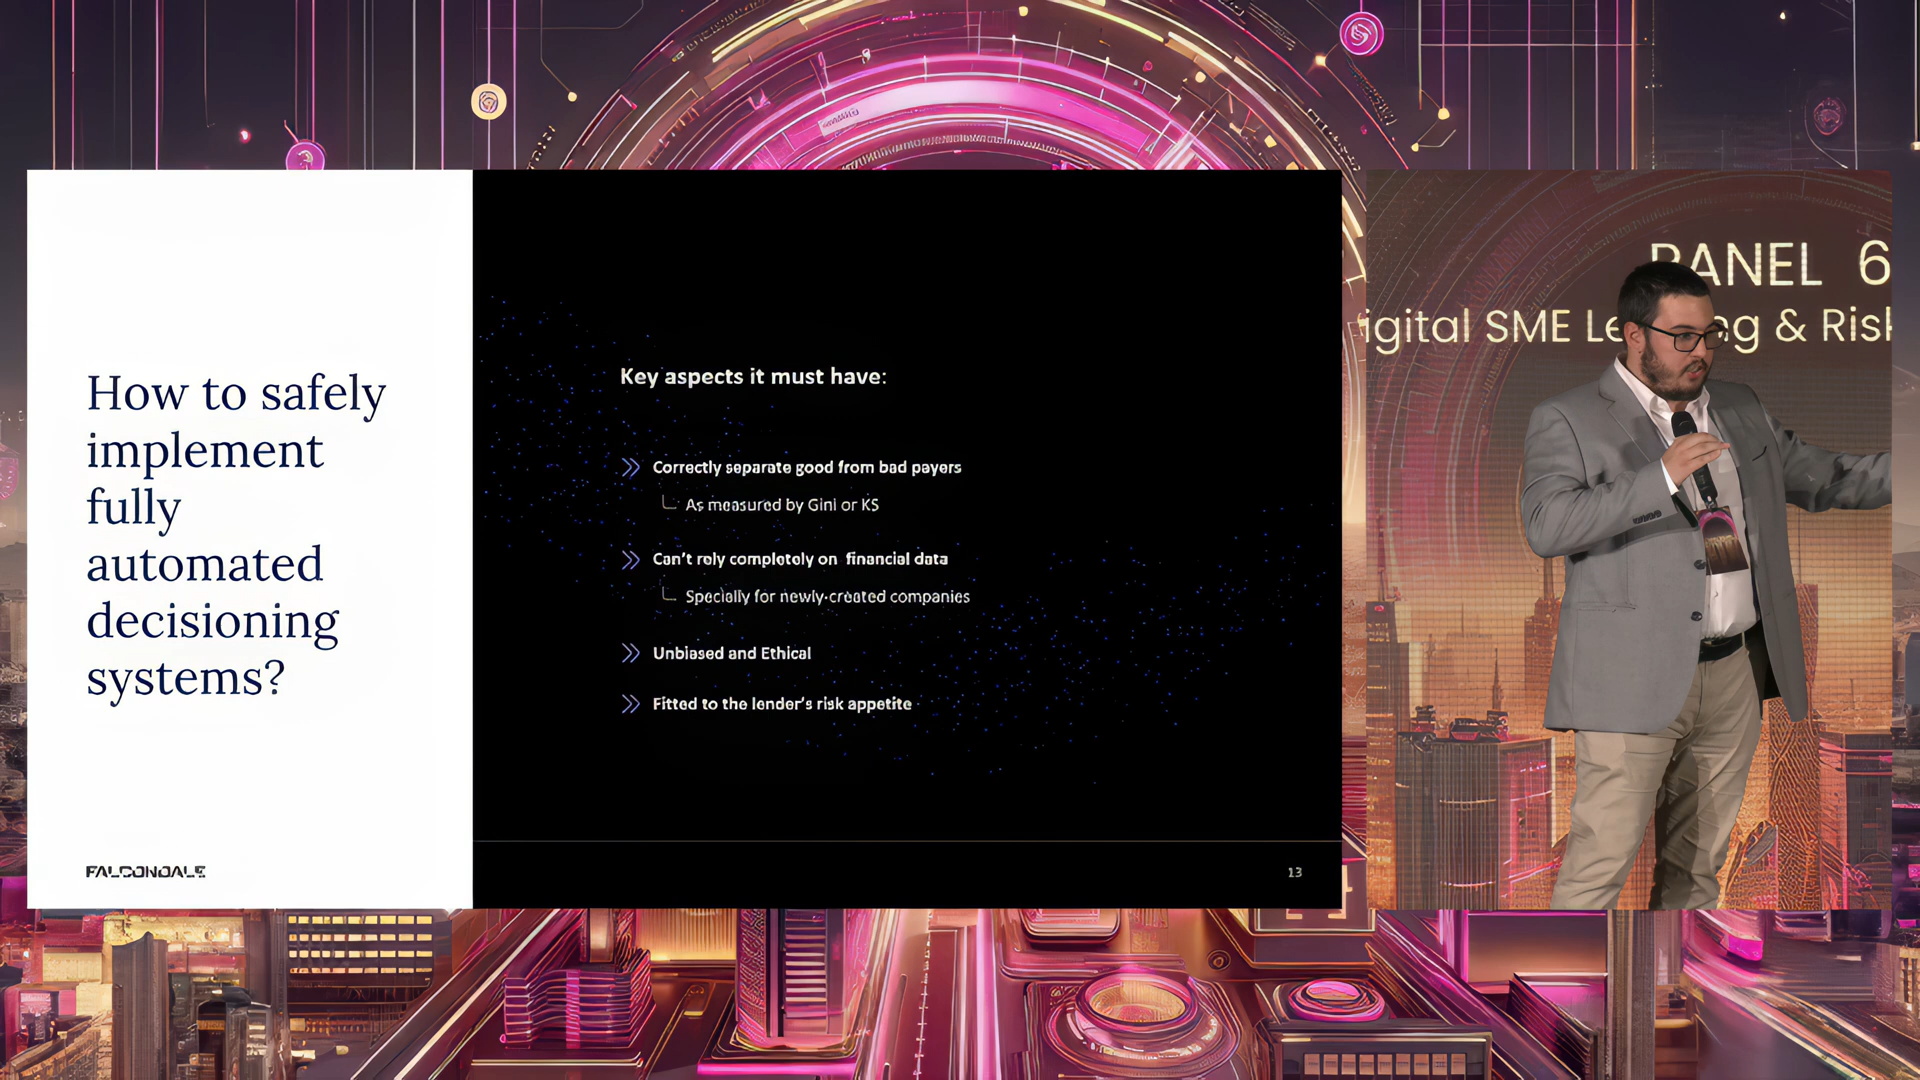 How to safely
implement
fully
automated
decisioning
systems?
FALCONDALE
Key aspects it must have:
Correctly separate good from bad payers
As measured by Gini or KS
Can't rely completely on financial data
Specially for newly-created companies
Unbiased and Ethical
Fitted to the lender's risk appetite
13
PANEL 6
igital SME Le ng & Risk